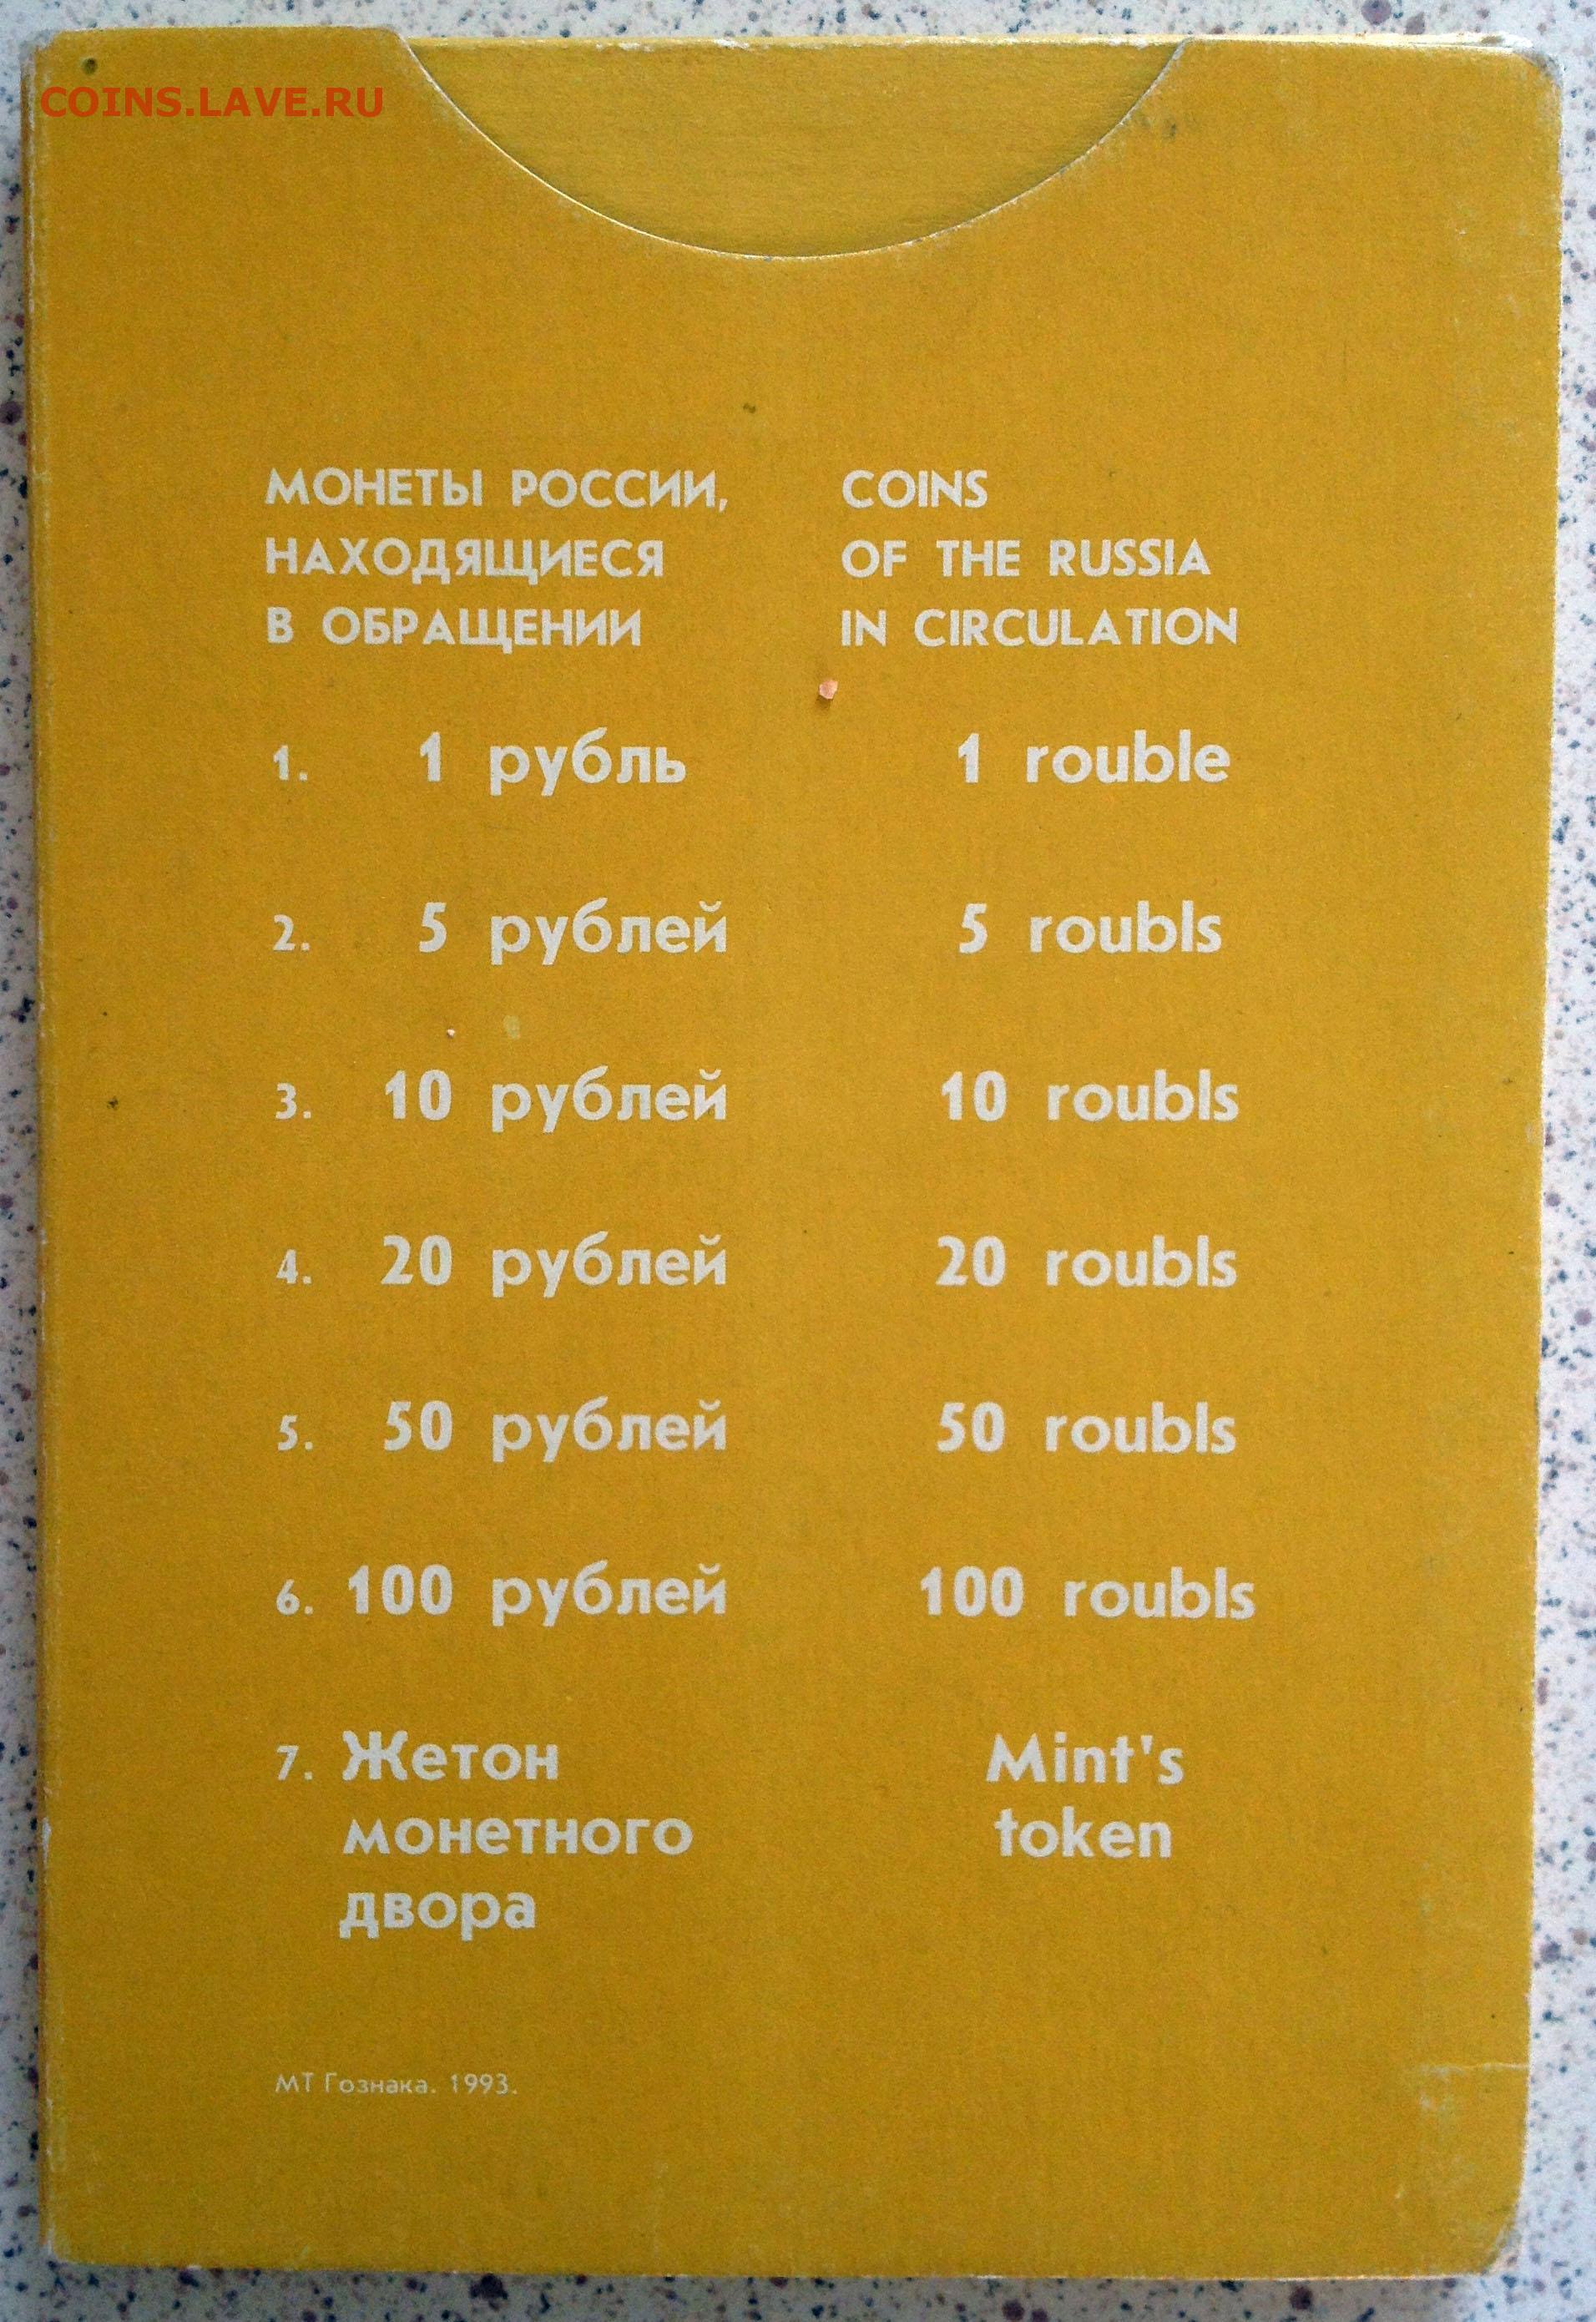 COINS.LAVE.RU
МОНЕТЫ РОССИИ,
НАХОДЯЩИЕСЯ
В ОБРАЩЕНИИ
COINS
OF THE RUSSIA
IN CIRCULATION
1. 1 рубль 1 rouble
2. 5 рублей 5 roubls
3. 10 рублей 10 roubls
4. 20 рублей 20 roubls
5. 50 рублей 50 roubls
6. 100 рублей 100 roubls
7. Жетон
монетного
двора
Mint's
token
МТ Гознака. 1993.